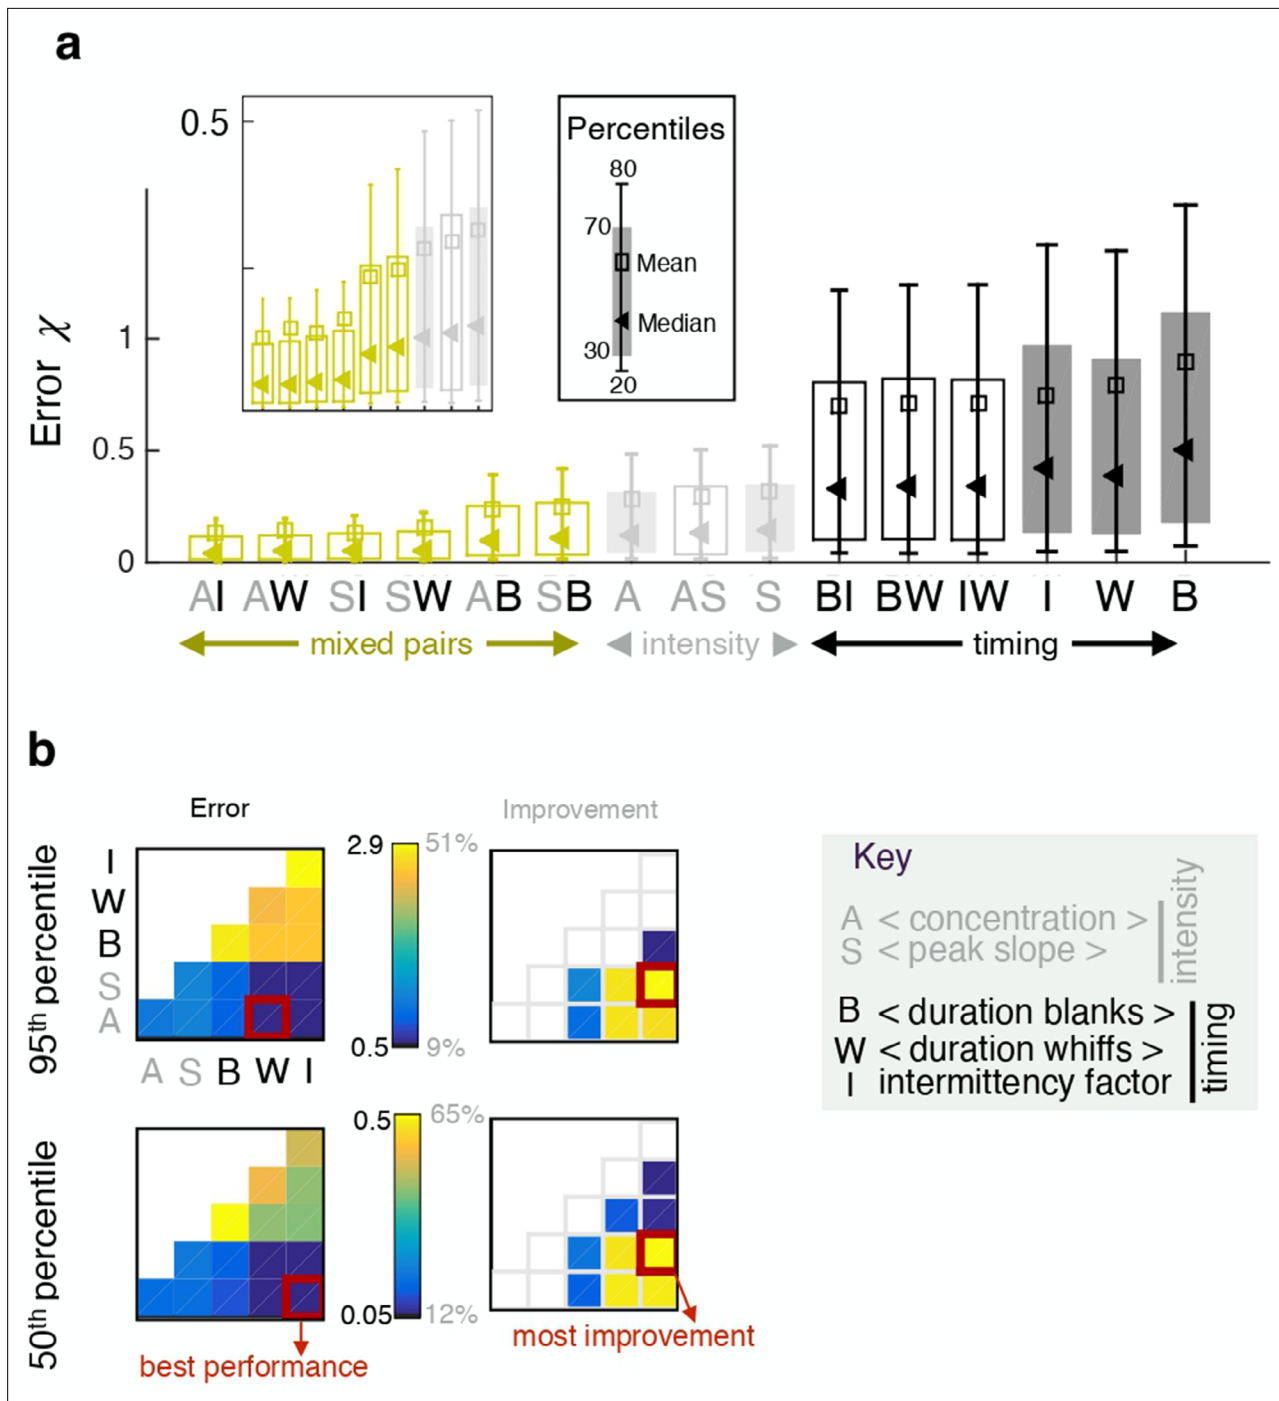 a
0.5
Percentiles
80
70
Mean
Median
30
20
Error χ
1
0.5
0
AI AW SI SW AB SB A AS S BI BW IW I W B
mixed pairs
intensity
timing
b
Error
Improvement
95th percentile
I
W
B
S
A
2.9
51%
0.5
9%
A S B W I
Key
A < concentration >
S < peak slope >
intensity
B < duration blanks >
W < duration whiffs >
I intermittency factor
timing
50th percentile
0.5
65%
0.05
12%
best performance
most improvement